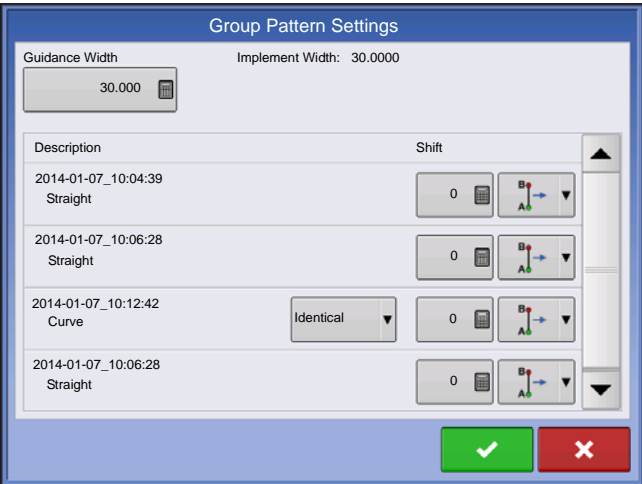 Group Pattern Settings
Guidance Width Implement Width: 30.0000
30.000
Description Shift
2014-01-07_10:04:39
Straight
0 B A
2014-01-07_10:06:28
Straight
0 B A
2014-01-07_10:12:42
Curve
Identical 0 B A
2014-01-07_10:06:28
Straight
0 B A